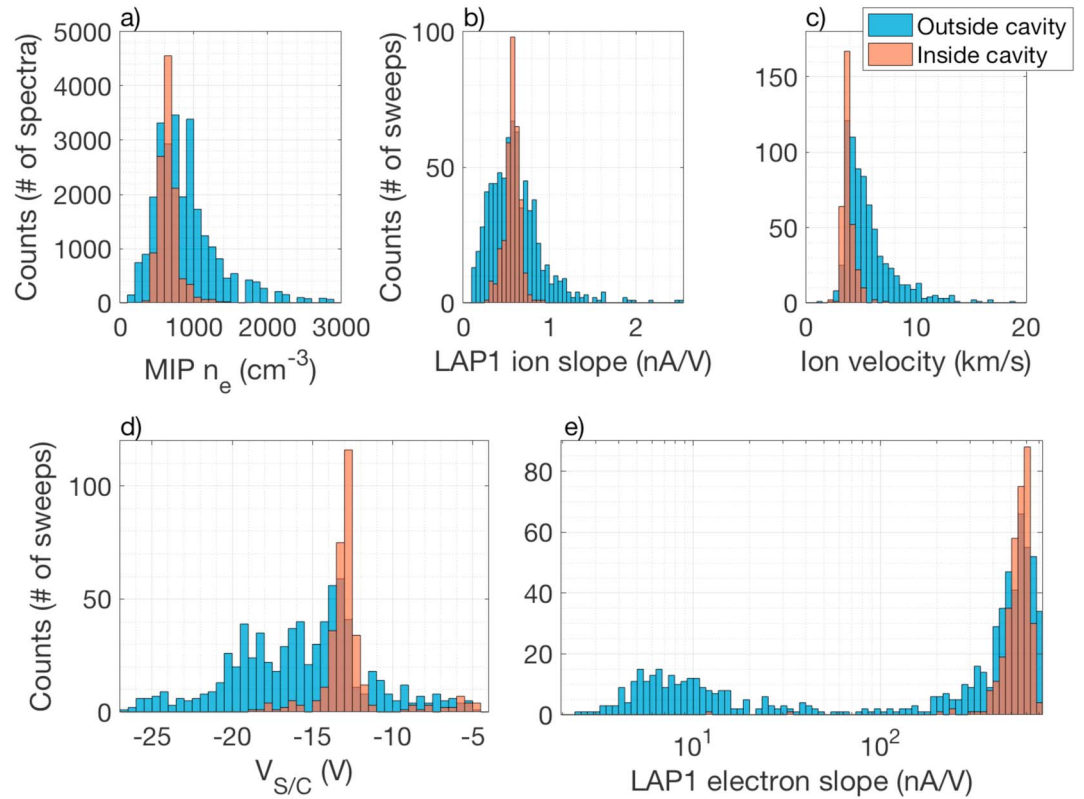 a)
Counts (# of spectra)
5000
4000
3000
2000
1000
0
0 1000 2000 3000
MIP n_e (cm^-3)
b)
Counts (# of sweeps)
100
50
0
0 1 2
LAP1 ion slope (nA/V)
c)
Outside cavity
Inside cavity
150
100
50
0
0 10 20
Ion velocity (km/s)
d)
Counts (# of sweeps)
100
50
0
-25 -20 -15 -10 -5
V_S/C (V)
e)
80
60
40
20
0
10^1 10^2
LAP1 electron slope (nA/V)